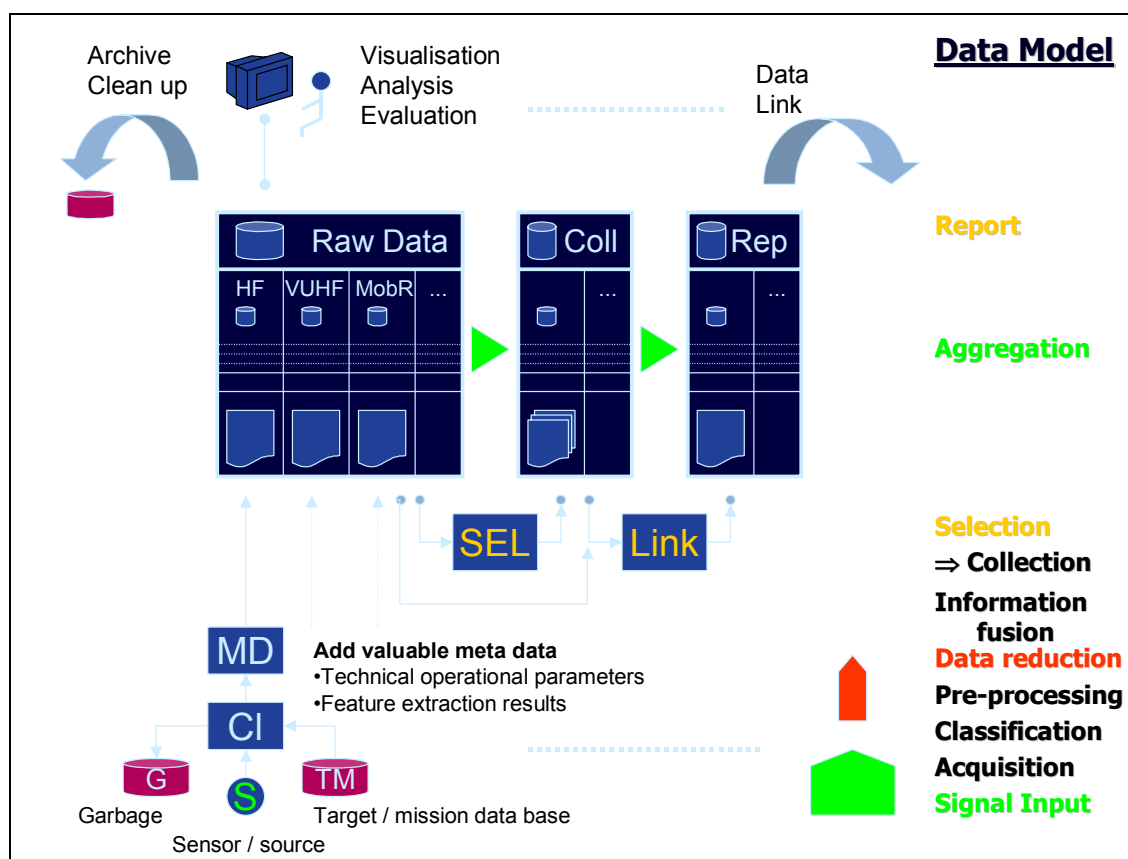 Archive
Clean up
Visualisation
Analysis
Evaluation
Data
Link
Data Model
Raw Data
Coll
Rep
Report
HF
VUHF
MobR
...
...
...
Aggregation
SEL
Link
Selection
⇒ Collection
Information
fusion
Data reduction
Pre-processing
Classification
Acquisition
Signal Input
MD
Add valuable meta data
•Technical operational parameters
•Feature extraction results
CI
G
S
TM
Garbage
Target / mission data base
Sensor / source